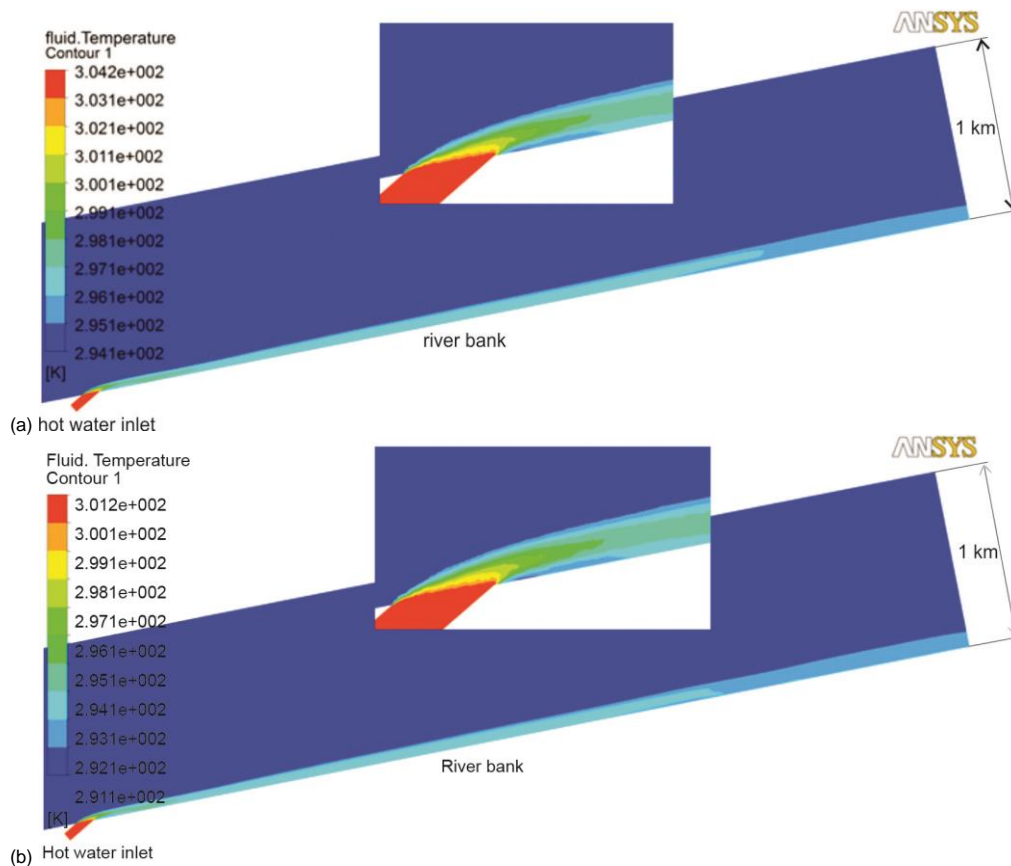 ANSYS
fluid.Temperature
Contour 1
3.042e+002
3.031e+002
3.021e+002
3.011e+002
3.001e+002
2.991e+002
2.981e+002
2.971e+002
2.961e+002
2.951e+002
2.941e+002
[K]
1 km
river bank
(a) hot water inlet
ANSYS
Fluid. Temperature
Contour 1
3.012e+002
3.001e+002
2.991e+002
2.981e+002
2.971e+002
2.961e+002
2.951e+002
2.941e+002
2.931e+002
2.921e+002
2.911e+002
[K]
1 km
River bank
(b) Hot water inlet